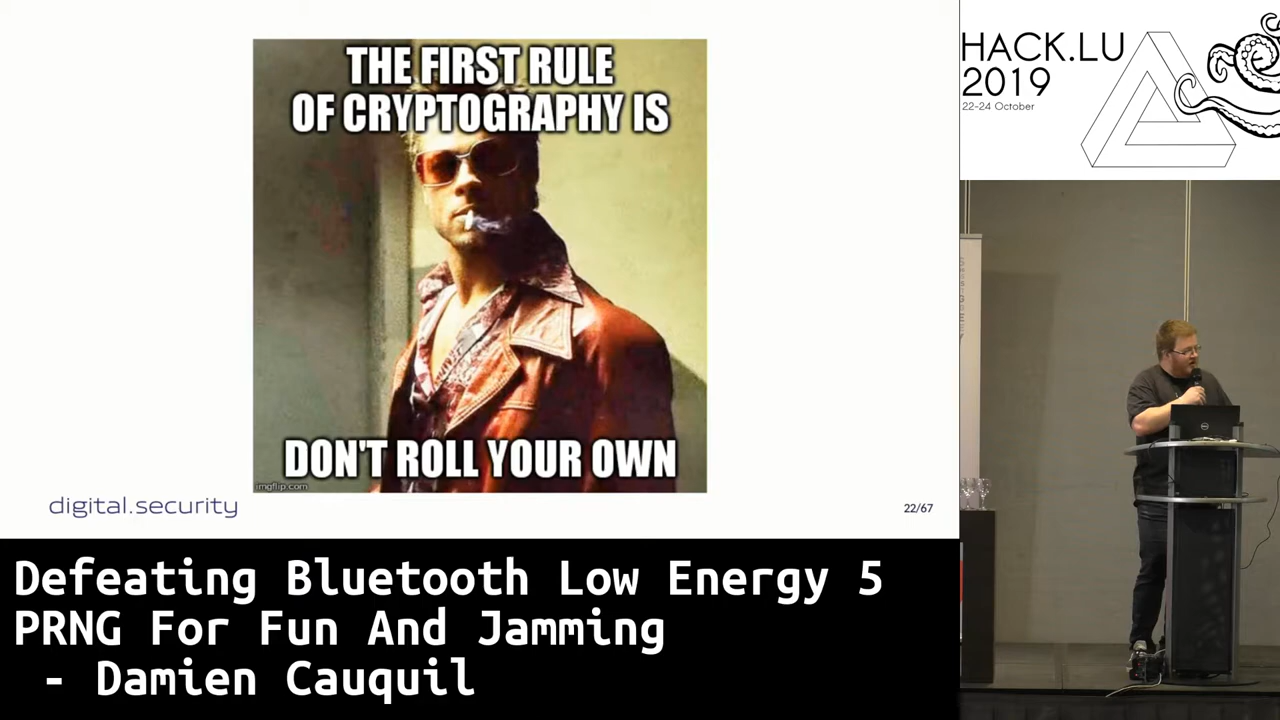 THE FIRST RULE
OF CRYPTOGRAPHY IS
DON'T ROLL YOUR OWN
imgflip.com
digital.security
22/67
HACK.LU
2019
22-24 October
Defeating Bluetooth Low Energy 5
PRNG For Fun And Jamming
- Damien Cauquil